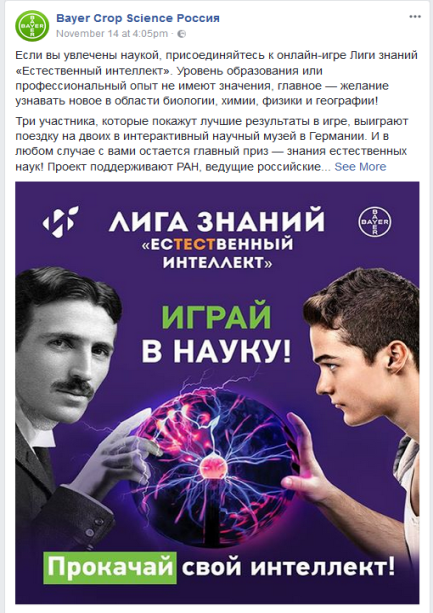 Bayer Crop Science Россия
November 14 at 4:05pm ·
Если вы увлечены наукой, присоединяйтесь к онлайн-игре Лиги знаний
«Естественный интеллект». Уровень образования или
профессиональный опыт не имеют значения, главное — желание
узнавать новое в области биологии, химии, физики и географии!
Три участника, которые покажут лучшие результаты в игре, выиграют
поездку на двоих в интерактивный научный музей в Германии. И в
любом случае с вами остается главный приз — знания естественных
наук! Проект поддерживают РАН, ведущие российские... See More
ЛИГА ЗНАНИЙ
«ЕСТЕСТВЕННЫЙ
ИНТЕЛЛЕКТ»
BAYER
BAYER
ИГРАЙ
В НАУКУ!
Прокачай свой интеллект!